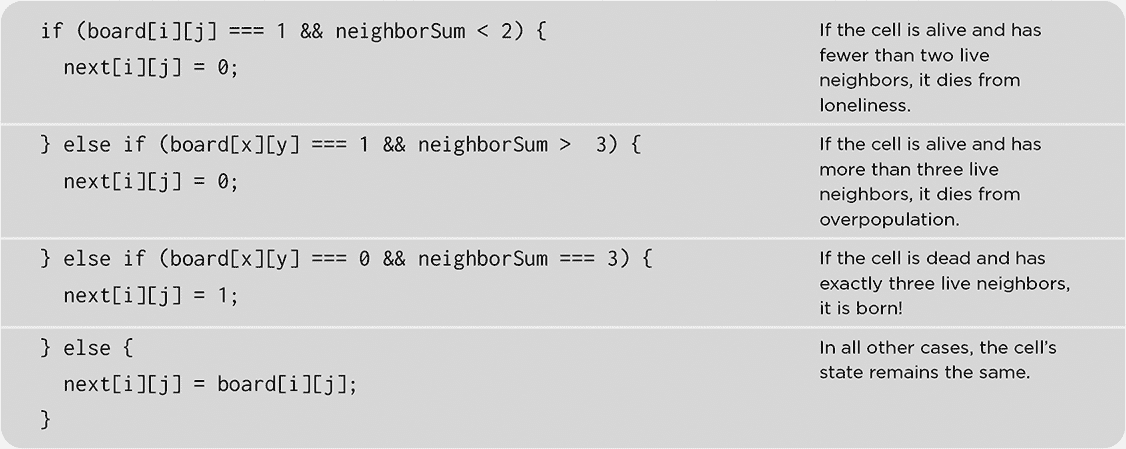 if (board[i][j] === 1 && neighborSum < 2) {
next[i][j] = 0;
If the cell is alive and has
fewer than two live
neighbors, it dies from
loneliness.
} else if (board[x][y] === 1 && neighborSum >  3) {
next[i][j] = 0;
If the cell is alive and has
more than three live
neighbors, it dies from
overpopulation.
} else if (board[x][y] === 0 && neighborSum === 3) {
next[i][j] = 1;
If the cell is dead and has
exactly three live neighbors,
it is born!
} else {
next[i][j] = board[i][j];
}
In all other cases, the cell’s
state remains the same.